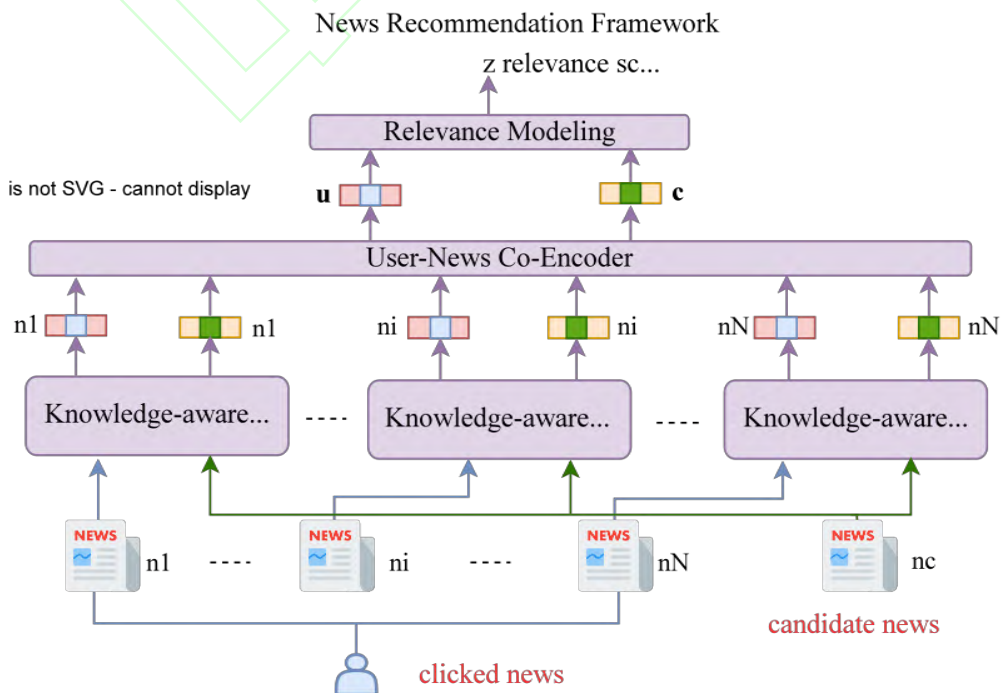 News Recommendation Framework
z relevance sc...
Relevance Modeling
is not SVG - cannot display
u
c
User-News Co-Encoder
n1
n1
ni
ni
nN
nN
Knowledge-aware...
Knowledge-aware...
Knowledge-aware...
NEWS
n1
NEWS
ni
NEWS
nN
NEWS
nc
candidate news
clicked news